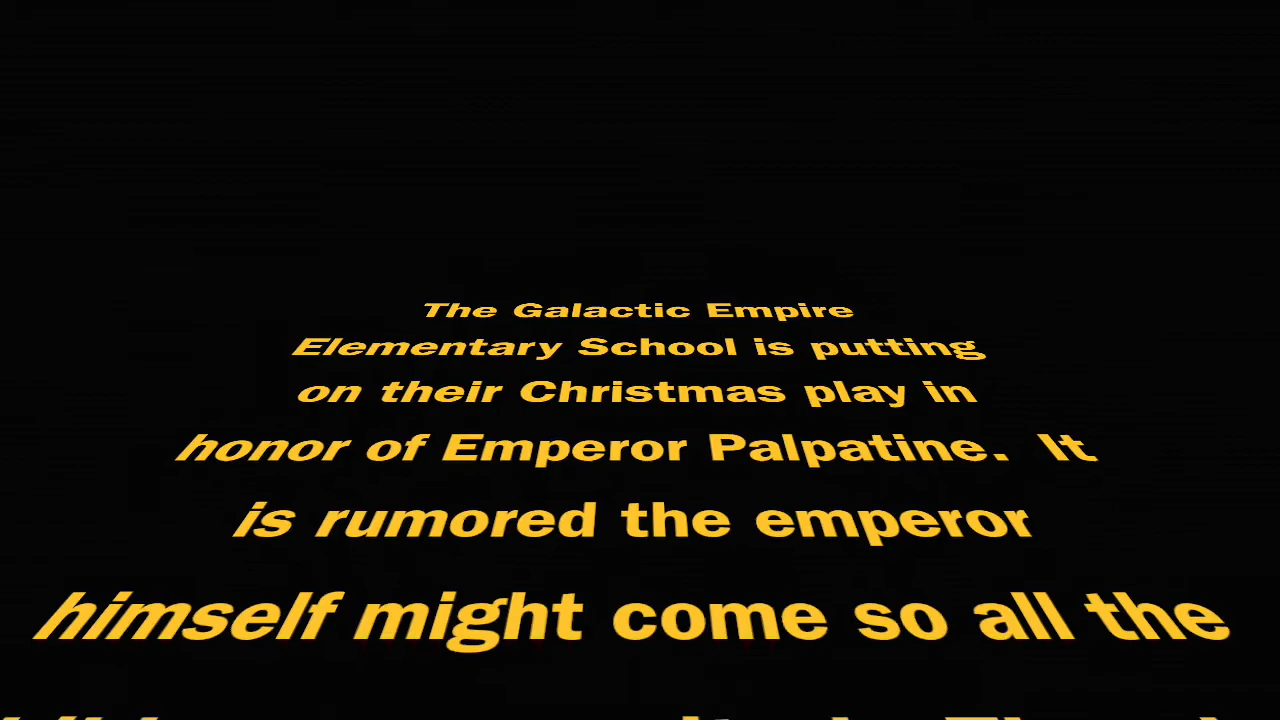 The Galactic Empire
Elementary School is putting
on their Christmas play in
honor of Emperor Palpatine.  It
is rumored the emperor
himself might come so all the